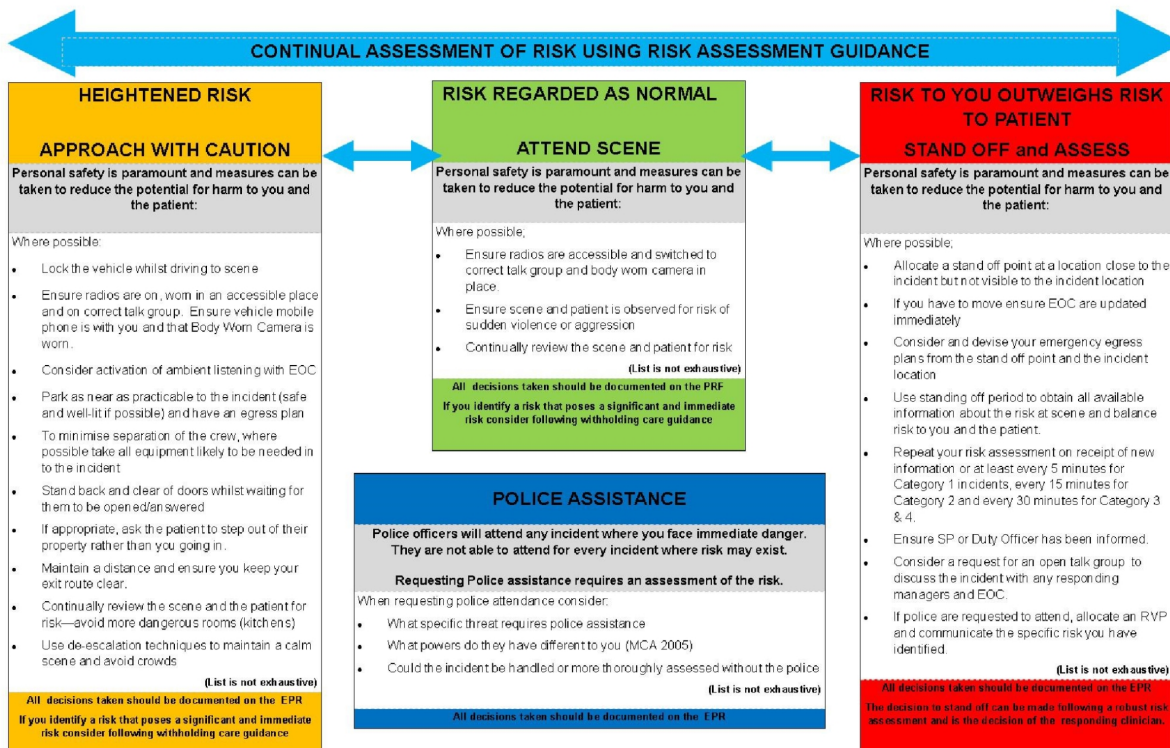 CONTINUAL ASSESSMENT OF RISK USING RISK ASSESSMENT GUIDANCE
HEIGHTENED RISK
APPROACH WITH CAUTION
Personal safety is paramount and measures can be
taken to reduce the potential for harm to you and
the patient:
Where possible:
• Lock the vehicle whilst driving to scene
• Ensure radios are on, worn in an accessible place
and on correct talk group. Ensure vehicle mobile
phone is with you and that Body Worn Camera is
worn.
• Consider activation of ambient listening with EOC
• Park as near as practicable to the incident (safe
and well-lit if possible) and have an egress plan
• To minimise separation of the crew, where
possible take all equipment likely to be needed in
to the incident
• Stand back and clear of doors whilst waiting for
them to be opened/answered
• If appropriate, ask the patient to step out of their
property rather than you going in.
• Maintain a distance and ensure you keep your
exit route clear.
• Continually review the scene and the patient for
risk—avoid more dangerous rooms (kitchens)
• Use de-escalation techniques to maintain a calm
scene and avoid crowds
(List is not exhaustive)
All decisions taken should be documented on the EPR
If you identify a risk that poses a significant and immediate
risk consider following withholding care guidance
RISK REGARDED AS NORMAL
ATTEND SCENE
Personal safety is paramount and measures can be
taken to reduce the potential for harm to you and
the patient:
Where possible;
• Ensure radios are accessible and switched to
correct talk group and body worn camera in
place.
• Ensure scene and patient is observed for risk of
sudden violence or aggression
• Continually review the scene and patient for risk
(List is not exhaustive)
All decisions taken should be documented on the PRF
If you identify a risk that poses a significant and immediate
risk consider following withholding care guidance
POLICE ASSISTANCE
Police officers will attend any incident where you face immediate danger.
They are not able to attend for every incident where risk may exist.
Requesting Police assistance requires an assessment of the risk.
When requesting police attendance consider:
• What specific threat requires police assistance
• What powers do they have different to you (MCA 2005)
• Could the incident be handled or more thoroughly assessed without the police
(List is not exhaustive)
All decisions taken should be documented on the EPR
RISK TO YOU OUTWEIGHS RISK
TO PATIENT
STAND OFF and ASSESS
Personal safety is paramount and measures can be
taken to reduce the potential for harm to you and
the patient:
Where possible;
• Allocate a stand off point at a location close to the
incident but not visible to the incident location
• If you have to move ensure EOC are updated
immediately
• Consider and devise your emergency egress
plans from the stand off point and the incident
location
• Use standing off period to obtain all available
information about the risk at scene and balance
risk to you and the patient.
• Repeat your risk assessment on receipt of new
information or at least every 5 minutes for
Category 1 incidents, every 15 minutes for
Category 2 and every 30 minutes for Category 3
& 4.
• Ensure SP or Duty Officer has been informed.
• Consider a request for an open talk group to
discuss the incident with any responding
managers and EOC.
• If police are requested to attend, allocate an RVP
and communicate the specific risk you have
identified.
(List is not exhaustive)
All decisions taken should be documented on the EPR
The decision to stand off can be made following a robust risk
assessment and is the decision of the responding clinician.